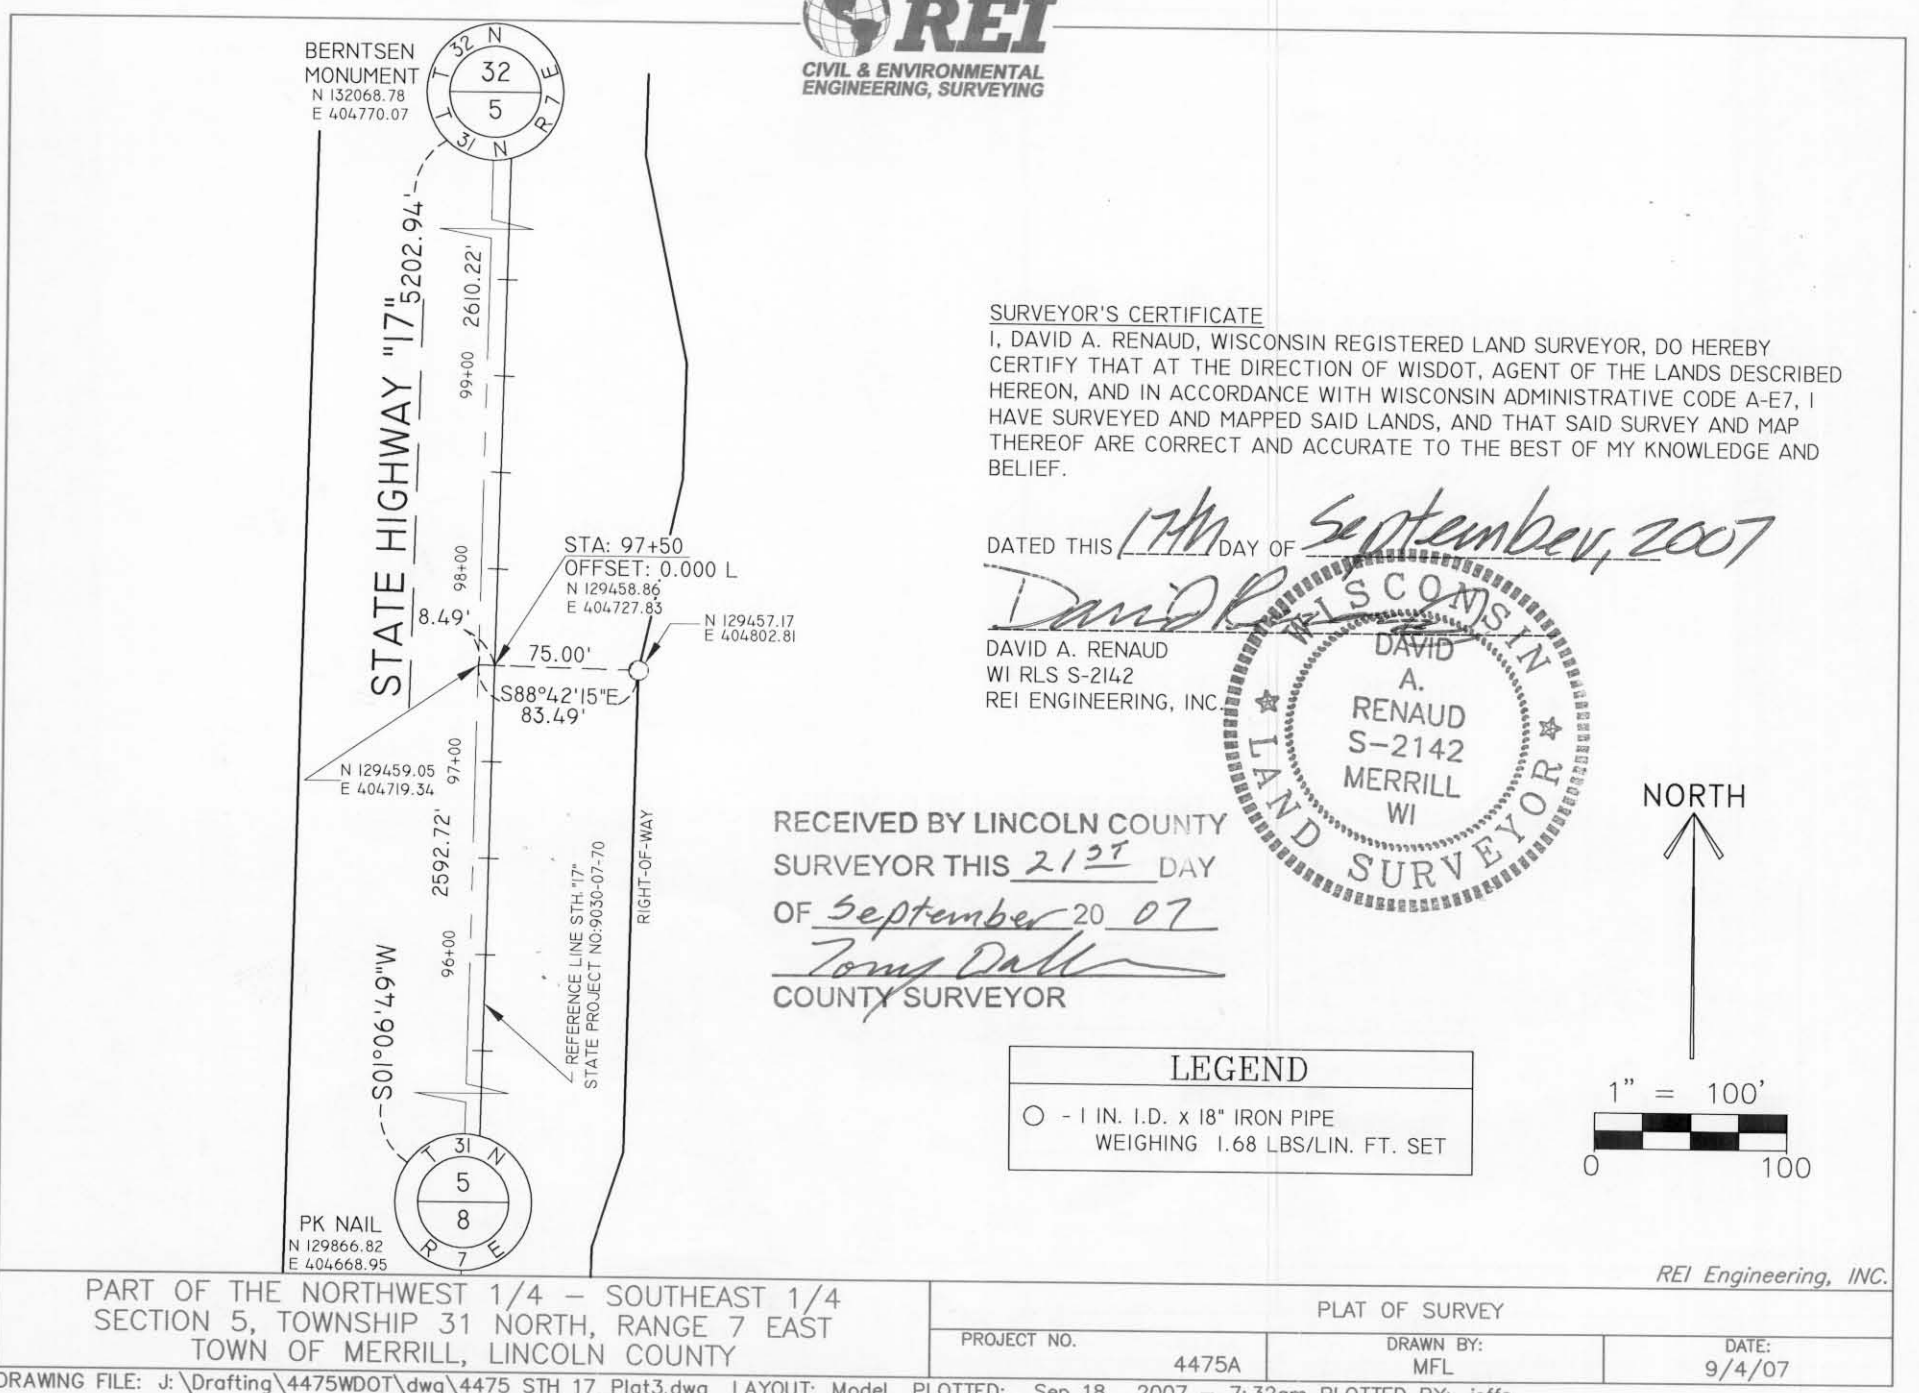 REI
CIVIL & ENVIRONMENTAL
ENGINEERING, SURVEYING
BERNTSEN
MONUMENT
N 132068.78
E 404770.07
T 32 N
32
5
T 31 N
R 7 E
STATE HIGHWAY "17"
5202.94'
2610.22'
99+00
98+00
8.49'
STA: 97+50
OFFSET: 0.000 L
N 129458.86
E 404727.83
N 129457.17
E 404802.81
75.00'
S88°42'15"E
83.49'
N 129459.05
E 404719.34
97+00
2592.72'
96+00
S01°06'49"W
REFERENCE LINE STH."17"
STATE PROJECT NO:9030-07-70
RIGHT-OF-WAY
T 31 N
5
8
R 7 E
PK NAIL
N 129866.82
E 404668.95
SURVEYOR'S CERTIFICATE
I, DAVID A. RENAUD, WISCONSIN REGISTERED LAND SURVEYOR, DO HEREBY
CERTIFY THAT AT THE DIRECTION OF WISDOT, AGENT OF THE LANDS DESCRIBED
HEREON, AND IN ACCORDANCE WITH WISCONSIN ADMINISTRATIVE CODE A-E7, I
HAVE SURVEYED AND MAPPED SAID LANDS, AND THAT SAID SURVEY AND MAP
THEREOF ARE CORRECT AND ACCURATE TO THE BEST OF MY KNOWLEDGE AND
BELIEF.
DATED THIS 17th DAY OF September, 2007
David
DAVID A. RENAUD
WI RLS S-2142
REI ENGINEERING, INC.
WISCONSIN
DAVID
A.
RENAUD
S-2142
MERRILL
WI
LAND SURVEYOR
RECEIVED BY LINCOLN COUNTY
SURVEYOR THIS 21ST DAY
OF September 20 07
Tony Dall
COUNTY SURVEYOR
NORTH
LEGEND
- 1 IN. I.D. x 18" IRON PIPE
WEIGHING 1.68 LBS/LIN. FT. SET
1" = 100'
0 100
REI Engineering, INC.
PART OF THE NORTHWEST 1/4 - SOUTHEAST 1/4
SECTION 5, TOWNSHIP 31 NORTH, RANGE 7 EAST
TOWN OF MERRILL, LINCOLN COUNTY
PLAT OF SURVEY
PROJECT NO.
4475A
DRAWN BY:
MFL
DATE:
9/4/07
DRAWING FILE: J:\Drafting\4475WDOT\dwg\4475 STH 17 Plat3.dwg LAYOUT: Model PLOTTED: Sep 18, 2007 - 7:32am PLOTTED BY: